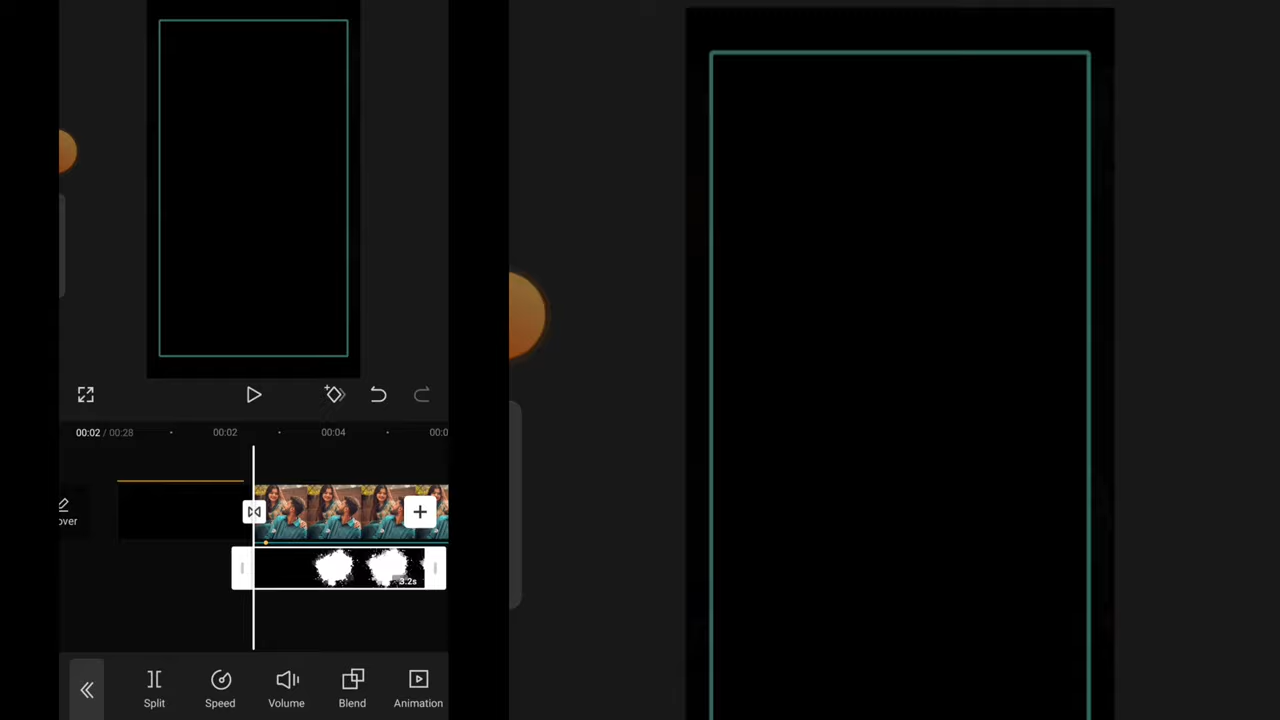 00:02 / 00:28
00:02
00:04
00:0
over
3.2s
Split
Speed
Volume
Blend
Animation